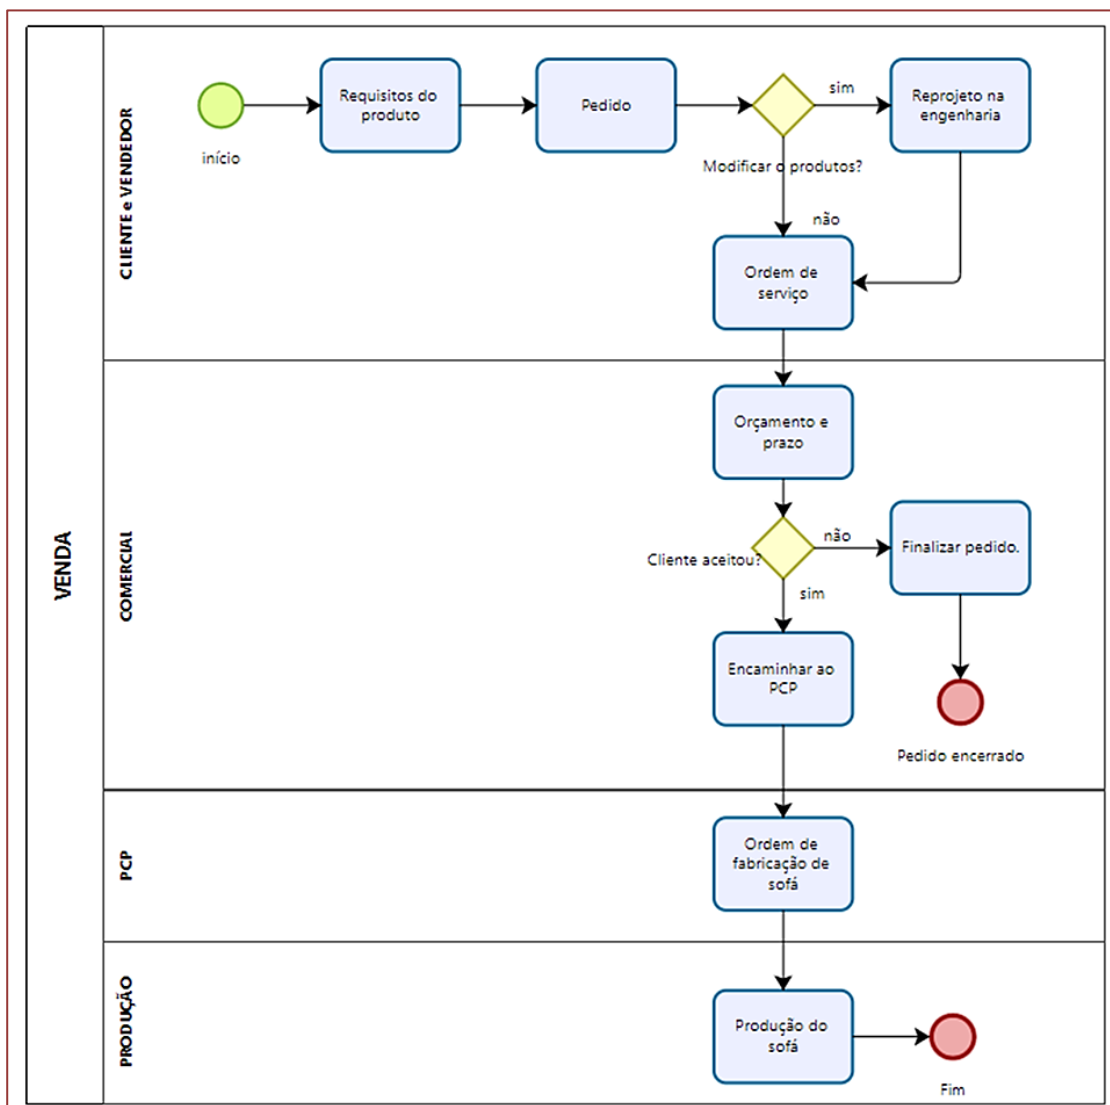 VENDA
CLIENTE e VENDEDOR
início
Requisitos do
produto
Pedido
Modificar o produtos?
sim
não
Reprojeto na
engenharia
Ordem de
serviço
COMERCIAL
Orçamento e
prazo
Cliente aceitou?
não
sim
Finalizar pedido.
Pedido encerrado
Encaminhar ao
PCP
PCP
Ordem de
fabricação de
sofá
PRODUÇÃO
Produção do
sofá
Fim